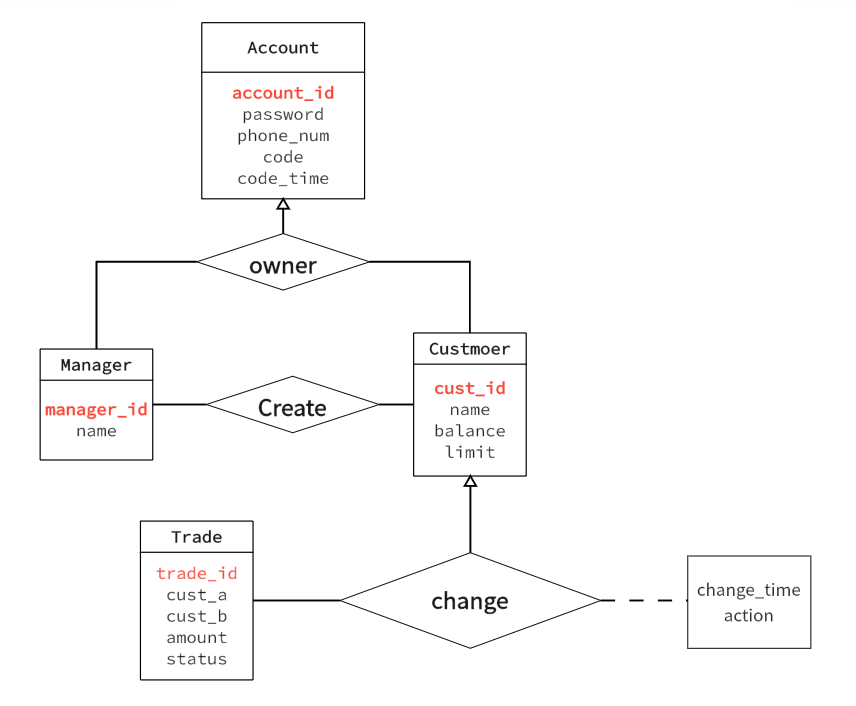 Account
account_id
password
phone_num
code
code_time
owner
Manager
manager_id
name
Create
Custmoer
cust_id
name
balance
limit
Trade
trade_id
cust_a
cust_b
amount
status
change
change_time
action